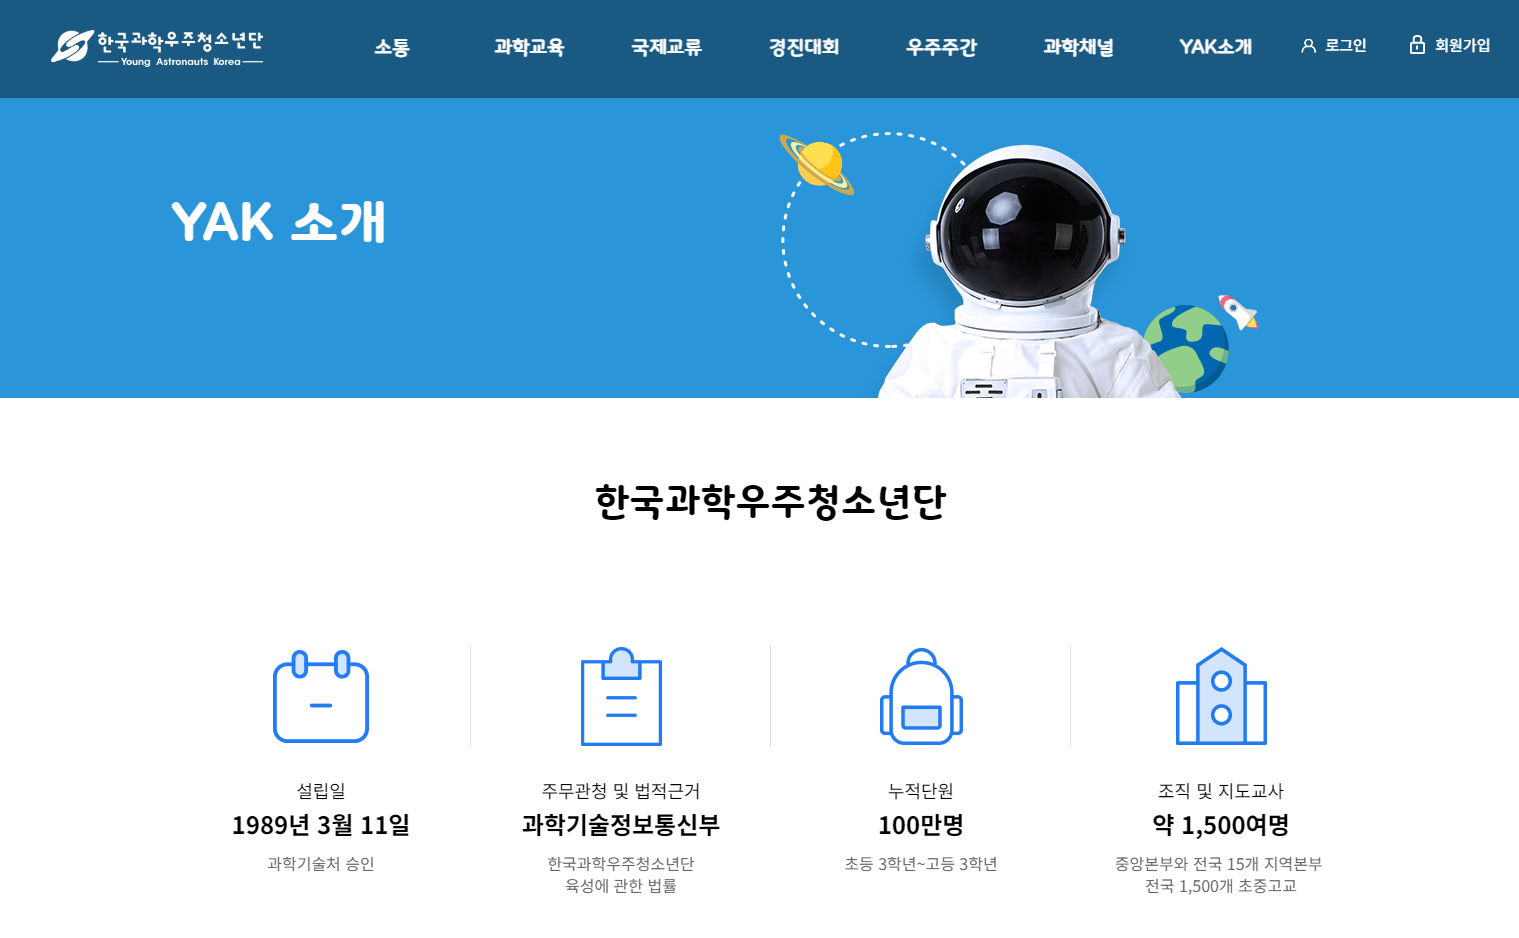 한국과학우주청소년단
Young Astronauts Korea
소통 과학교육 국제교류 경진대회 우주주간 과학채널 YAK소개 로그인 회원가입
YAK 소개
한국과학우주청소년단
설립일
1989년 3월 11일
과학기술처 승인
주무관청 및 법적근거
과학기술정보통신부
한국과학우주청소년단
육성에 관한 법률
누적단원
100만명
초등 3학년~고등 3학년
조직 및 지도교사
약 1,500여명
중앙본부와 전국 15개 지역본부
전국 1,500개 초중고교